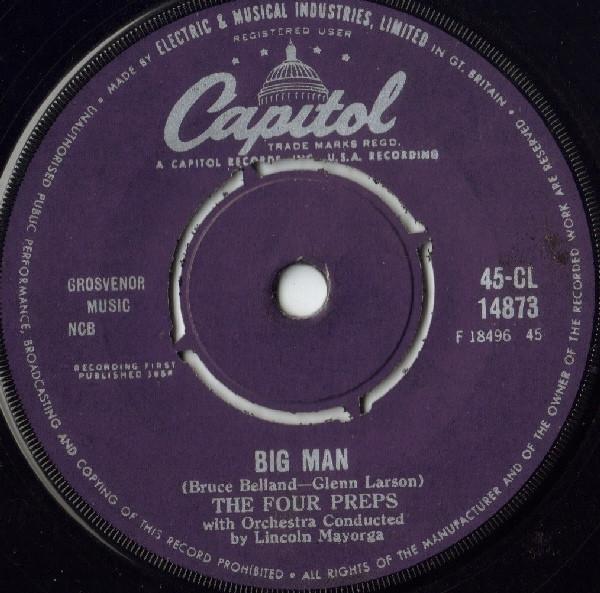 MADE BY ELECTRIC & MUSICAL INDUSTRIES, LIMITED IN GT. BRITAIN • ALL RIGHTS OF THE MANUFACTURER AND OF THE OWNER OF THE RECORDED WORK ARE RESERVED
UNAUTHORISED PUBLIC PERFORMANCE, BROADCASTING AND COPYING OF THIS RECORD PROHIBITED •
REGISTERED USER
Capitol
TRADE MARKS REGD.
A CAPITOL RECORDS, INC., U.S.A. RECORDING
GROSVENOR
MUSIC
NCB
RECORDING FIRST
PUBLISHED 1958
45-CL
14873
F 18496 45
BIG MAN
(Bruce Belland—Glenn Larson)
THE FOUR PREPS
with Orchestra Conducted
by Lincoln Mayorga